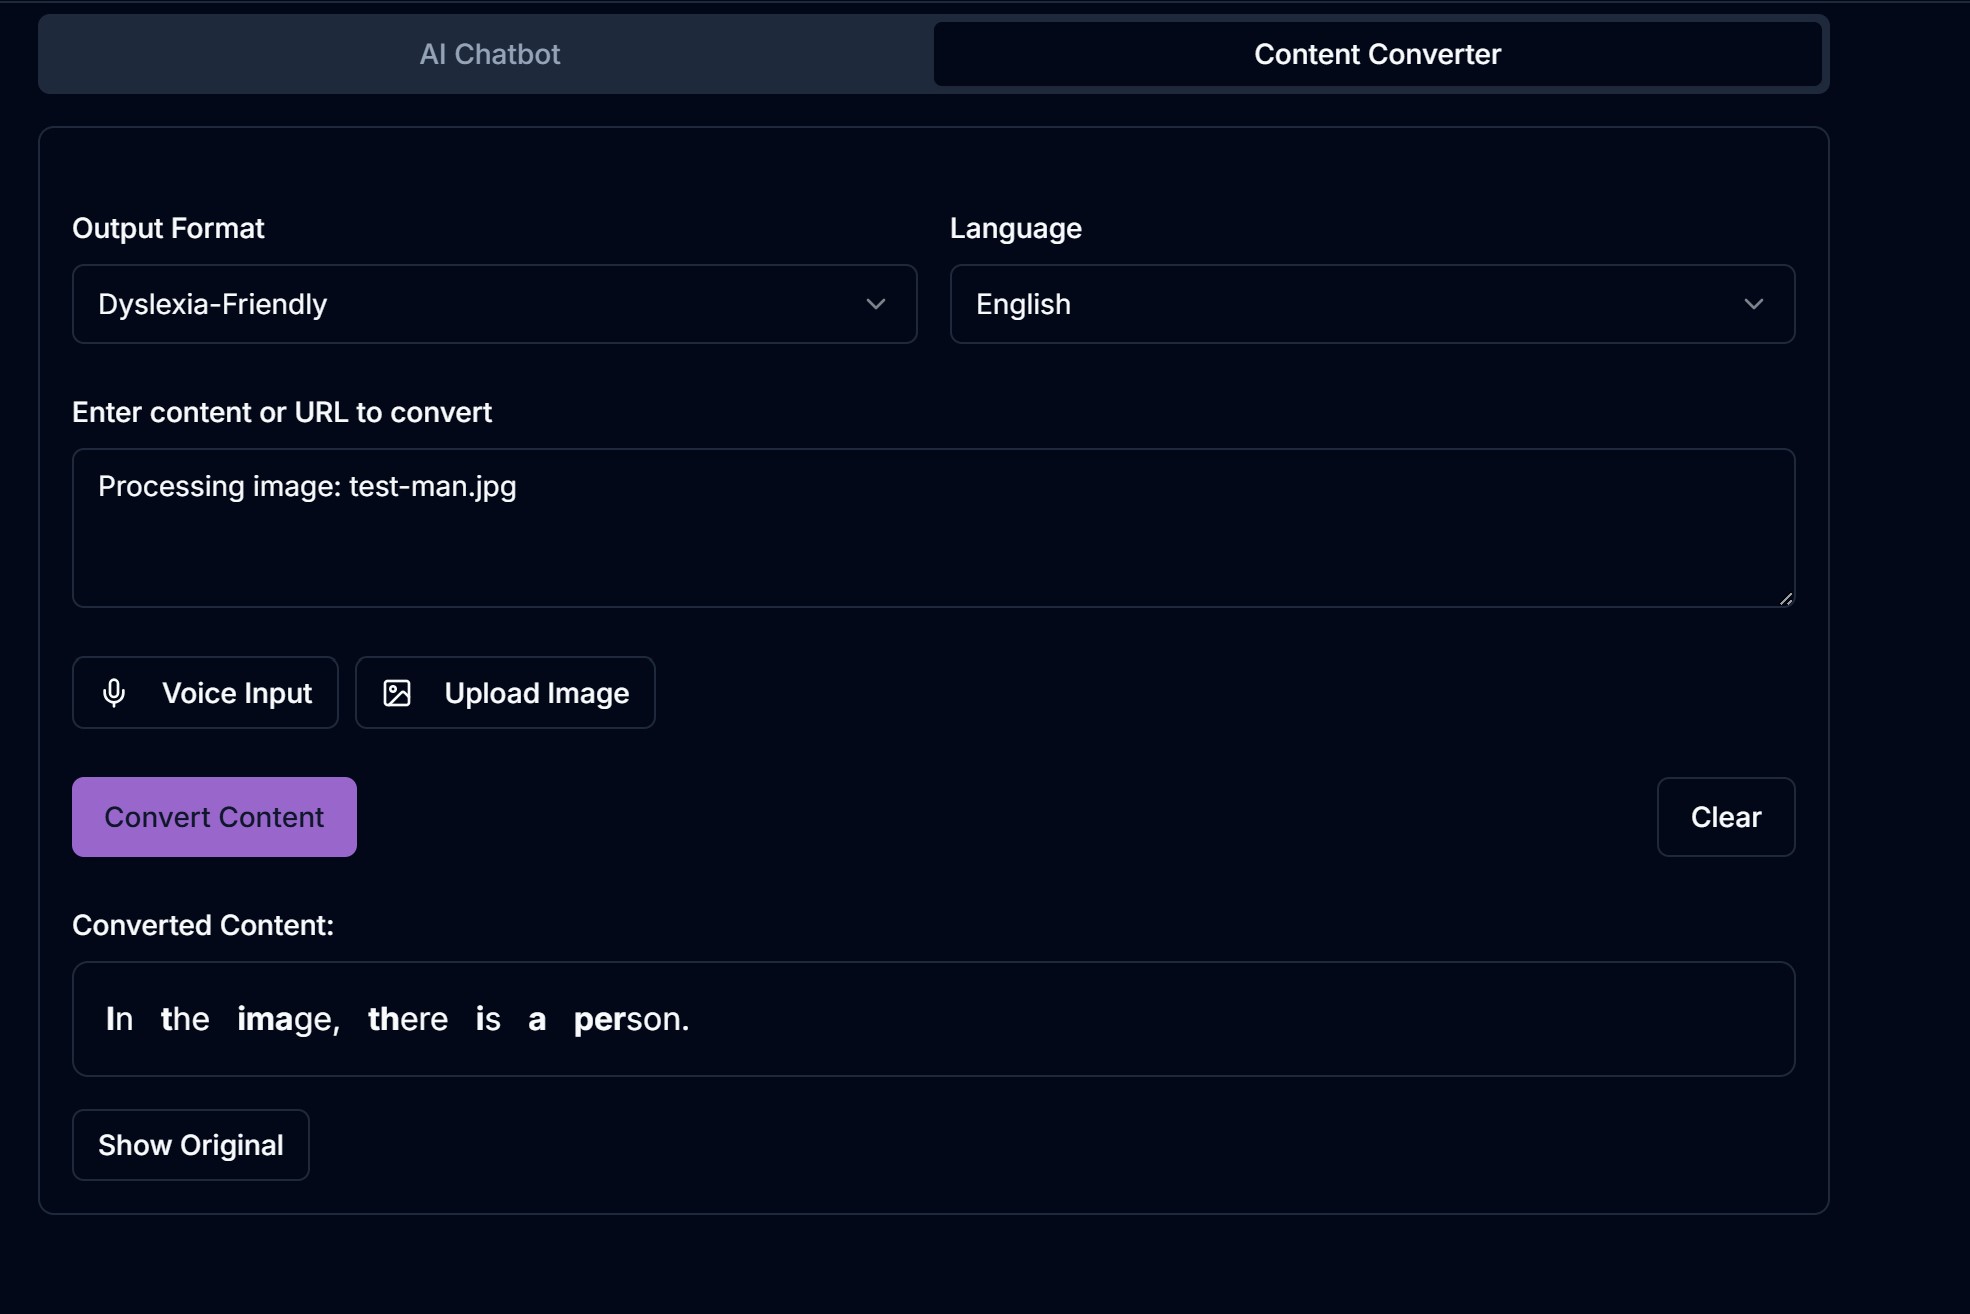 AI Chatbot
Content Converter
Output Format
Language
Dyslexia-Friendly
English
Enter content or URL to convert
Processing image: test-man.jpg
Voice Input
Upload Image
Convert Content
Clear
Converted Content:
In the image, there is a person.
Show Original